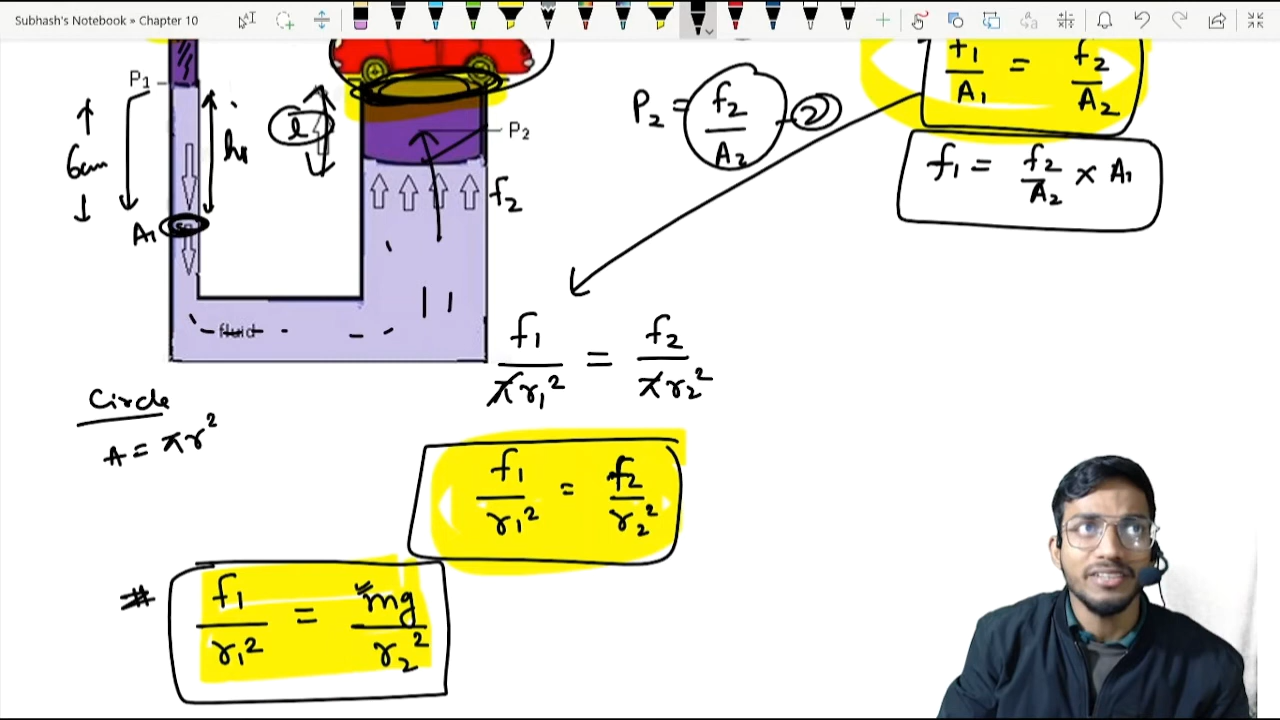 Subhash's Notebook » Chapter 10
P₁
6cm
h₁
A₁
P₂
f₂
fluid
P₂ = f₂/A₂ - ②
f₁/A₁ = f₂/A₂
f₁ = f₂/A₂ × A₁
f₁/πr₁² = f₂/πr₂²
Circle
A = πr²
f₁/r₁² = f₂/r₂²
# f₁/r₁² = mg/r₂²